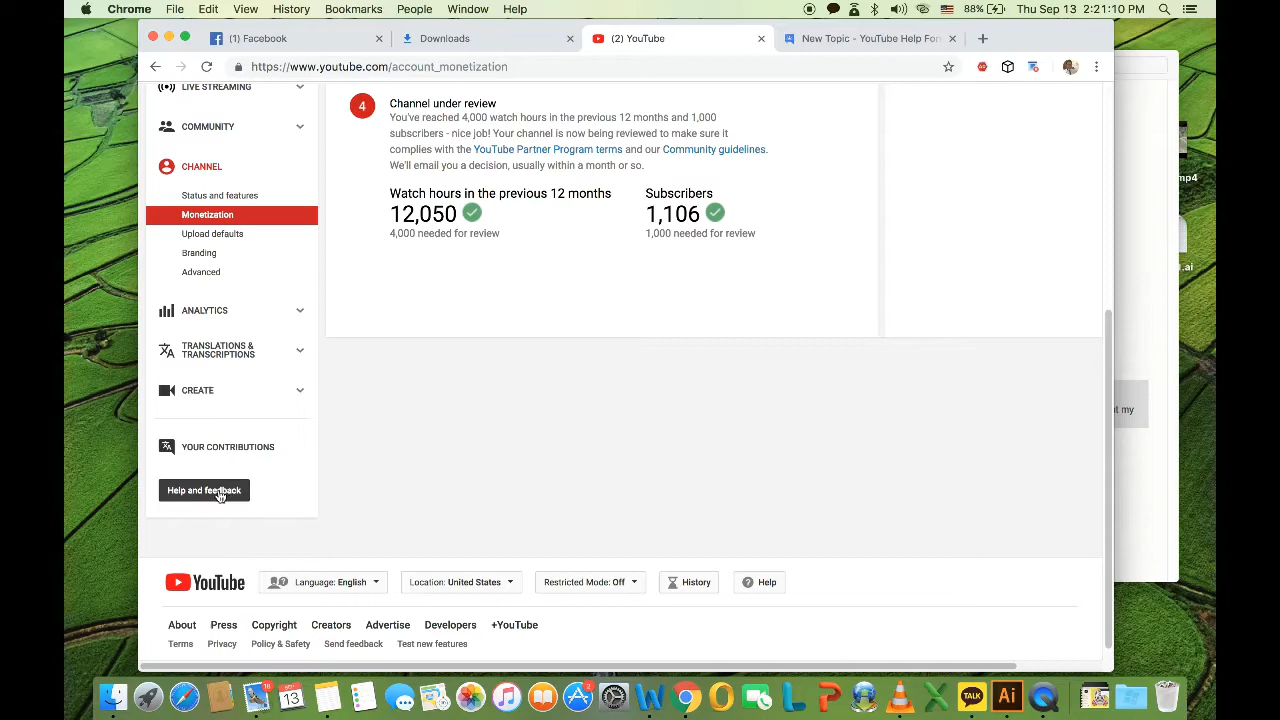 Chrome File Edit View History Bookmarks People Window Help 88% Thu Sep 13 2:21:10 PM
(1) Facebook Downloads (2) YouTube New Topic - YouTube Help For
https://www.youtube.com/account_monetization
LIVE STREAMING
COMMUNITY
CHANNEL
Status and features
Monetization
Upload defaults
Branding
Advanced
ANALYTICS
TRANSLATIONS &
TRANSCRIPTIONS
CREATE
YOUR CONTRIBUTIONS
Help and feedback
4 Channel under review
You've reached 4,000 watch hours in the previous 12 months and 1,000
subscribers - nice job! Your channel is now being reviewed to make sure it
complies with the YouTube Partner Program terms and our Community guidelines.
We'll email you a decision, usually within a month or so.
Watch hours in the previous 12 months Subscribers
12,050 1,106
4,000 needed for review 1,000 needed for review
mp4
1.ai
t my
YouTube Language: English Location: United States Restricted Mode: Off History Help
About Press Copyright Creators Advertise Developers +YouTube
Terms Privacy Policy & Safety Send feedback Test new features
TALK Ai